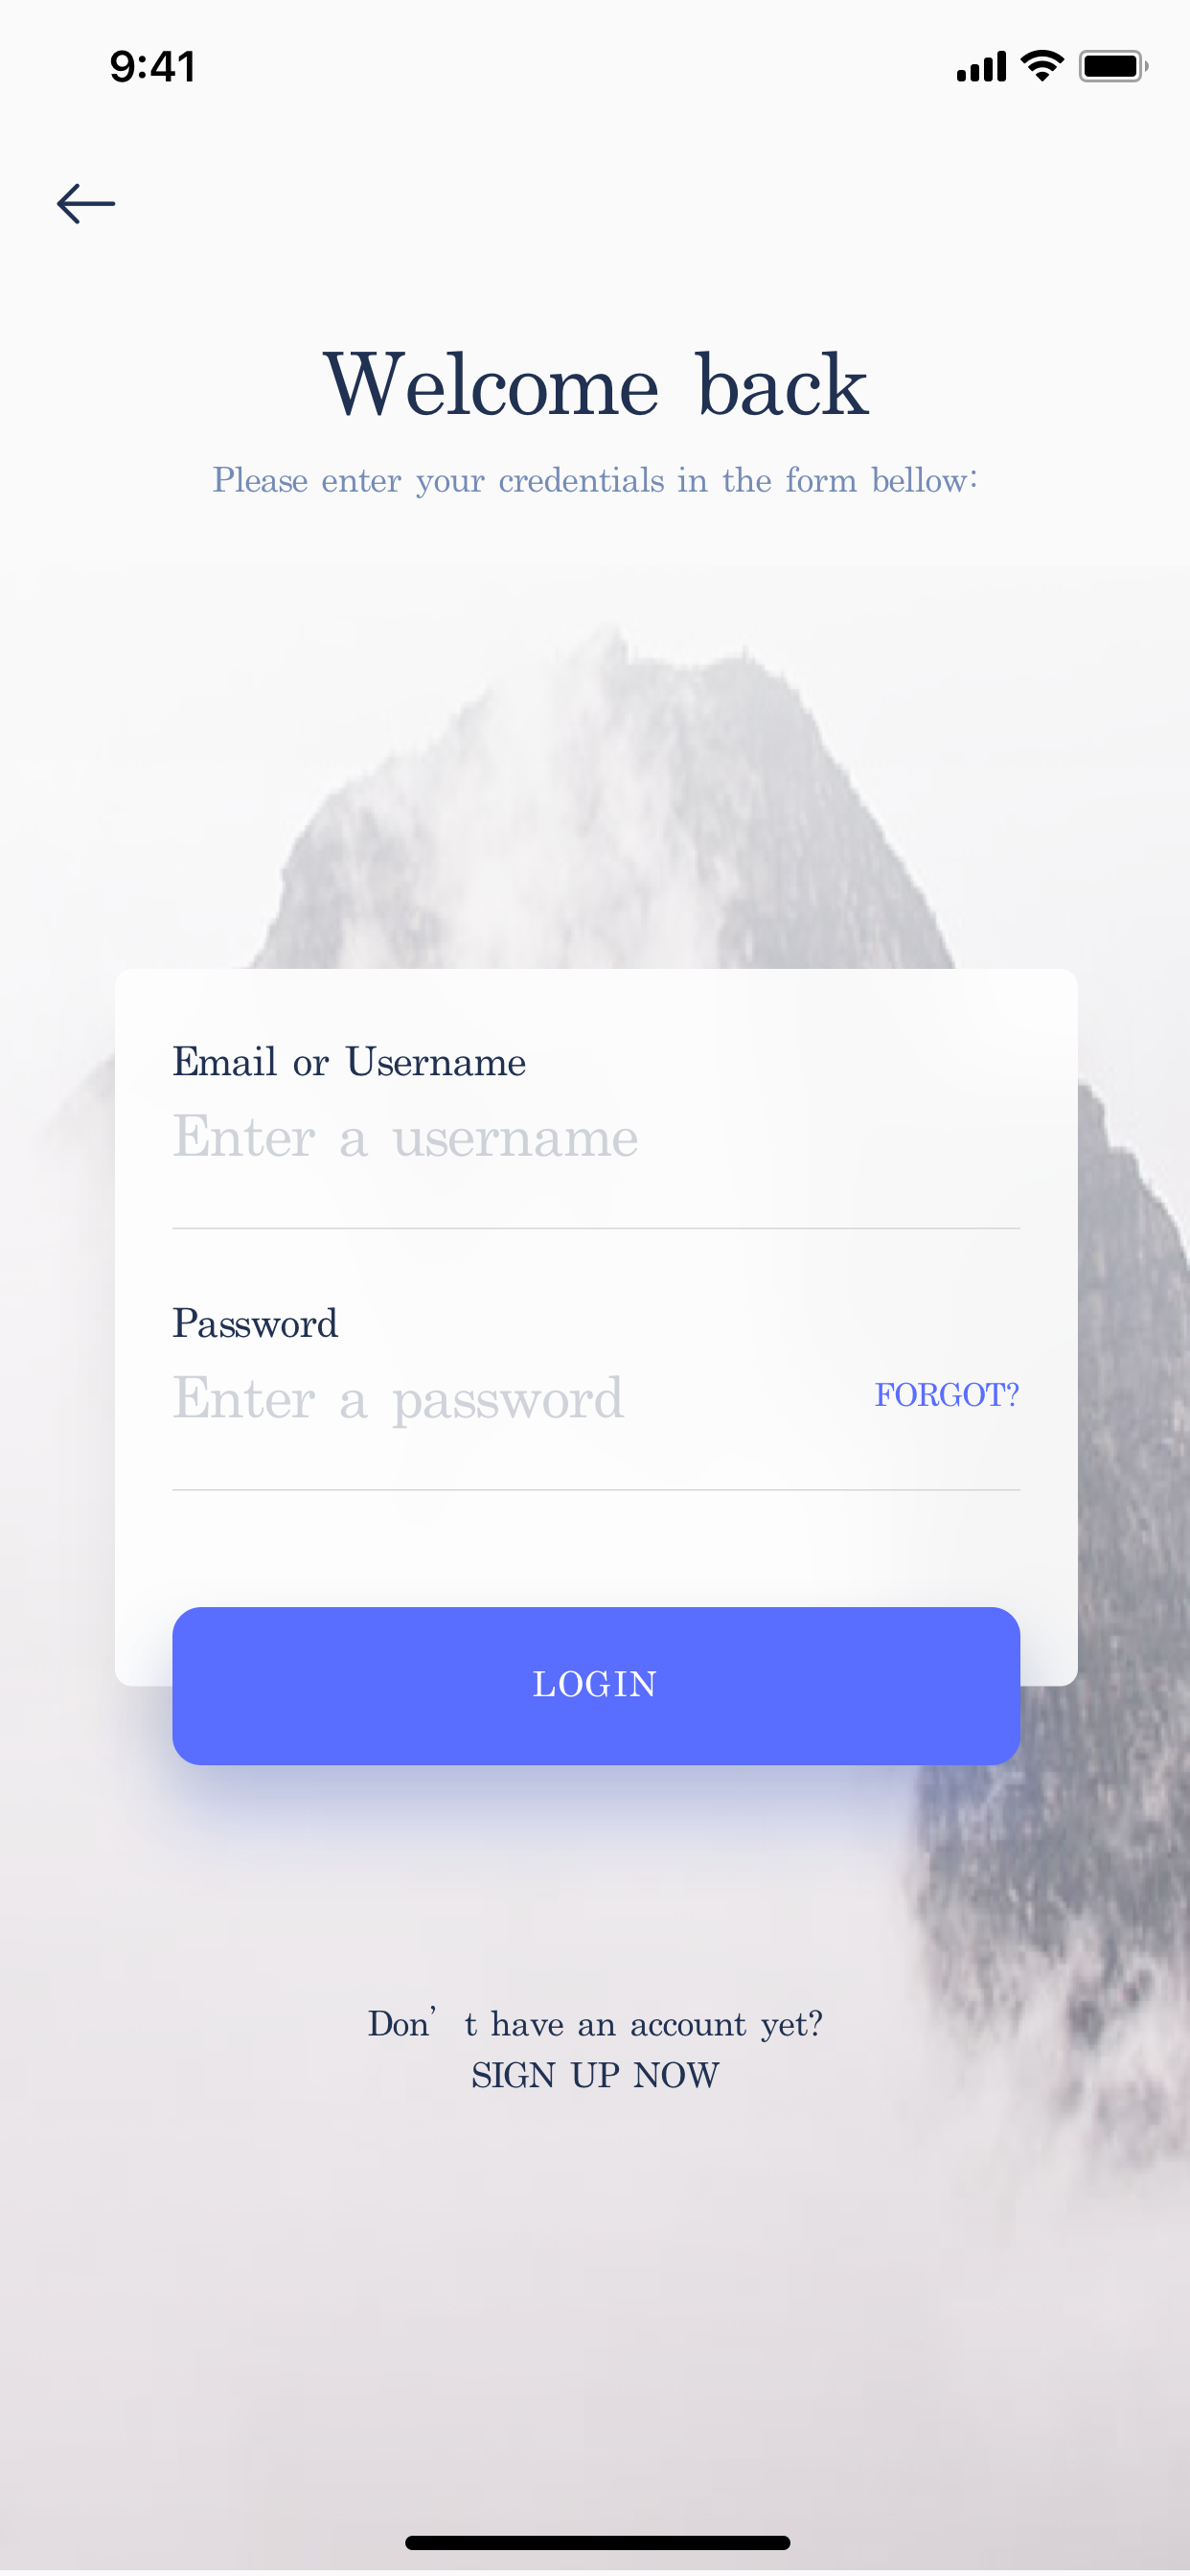 9:41
Welcome back
Please enter your credentials in the form bellow:
Email or Username
Enter a username
Password
Enter a password
FORGOT?
LOGIN
Don’t have an account yet?
SIGN UP NOW